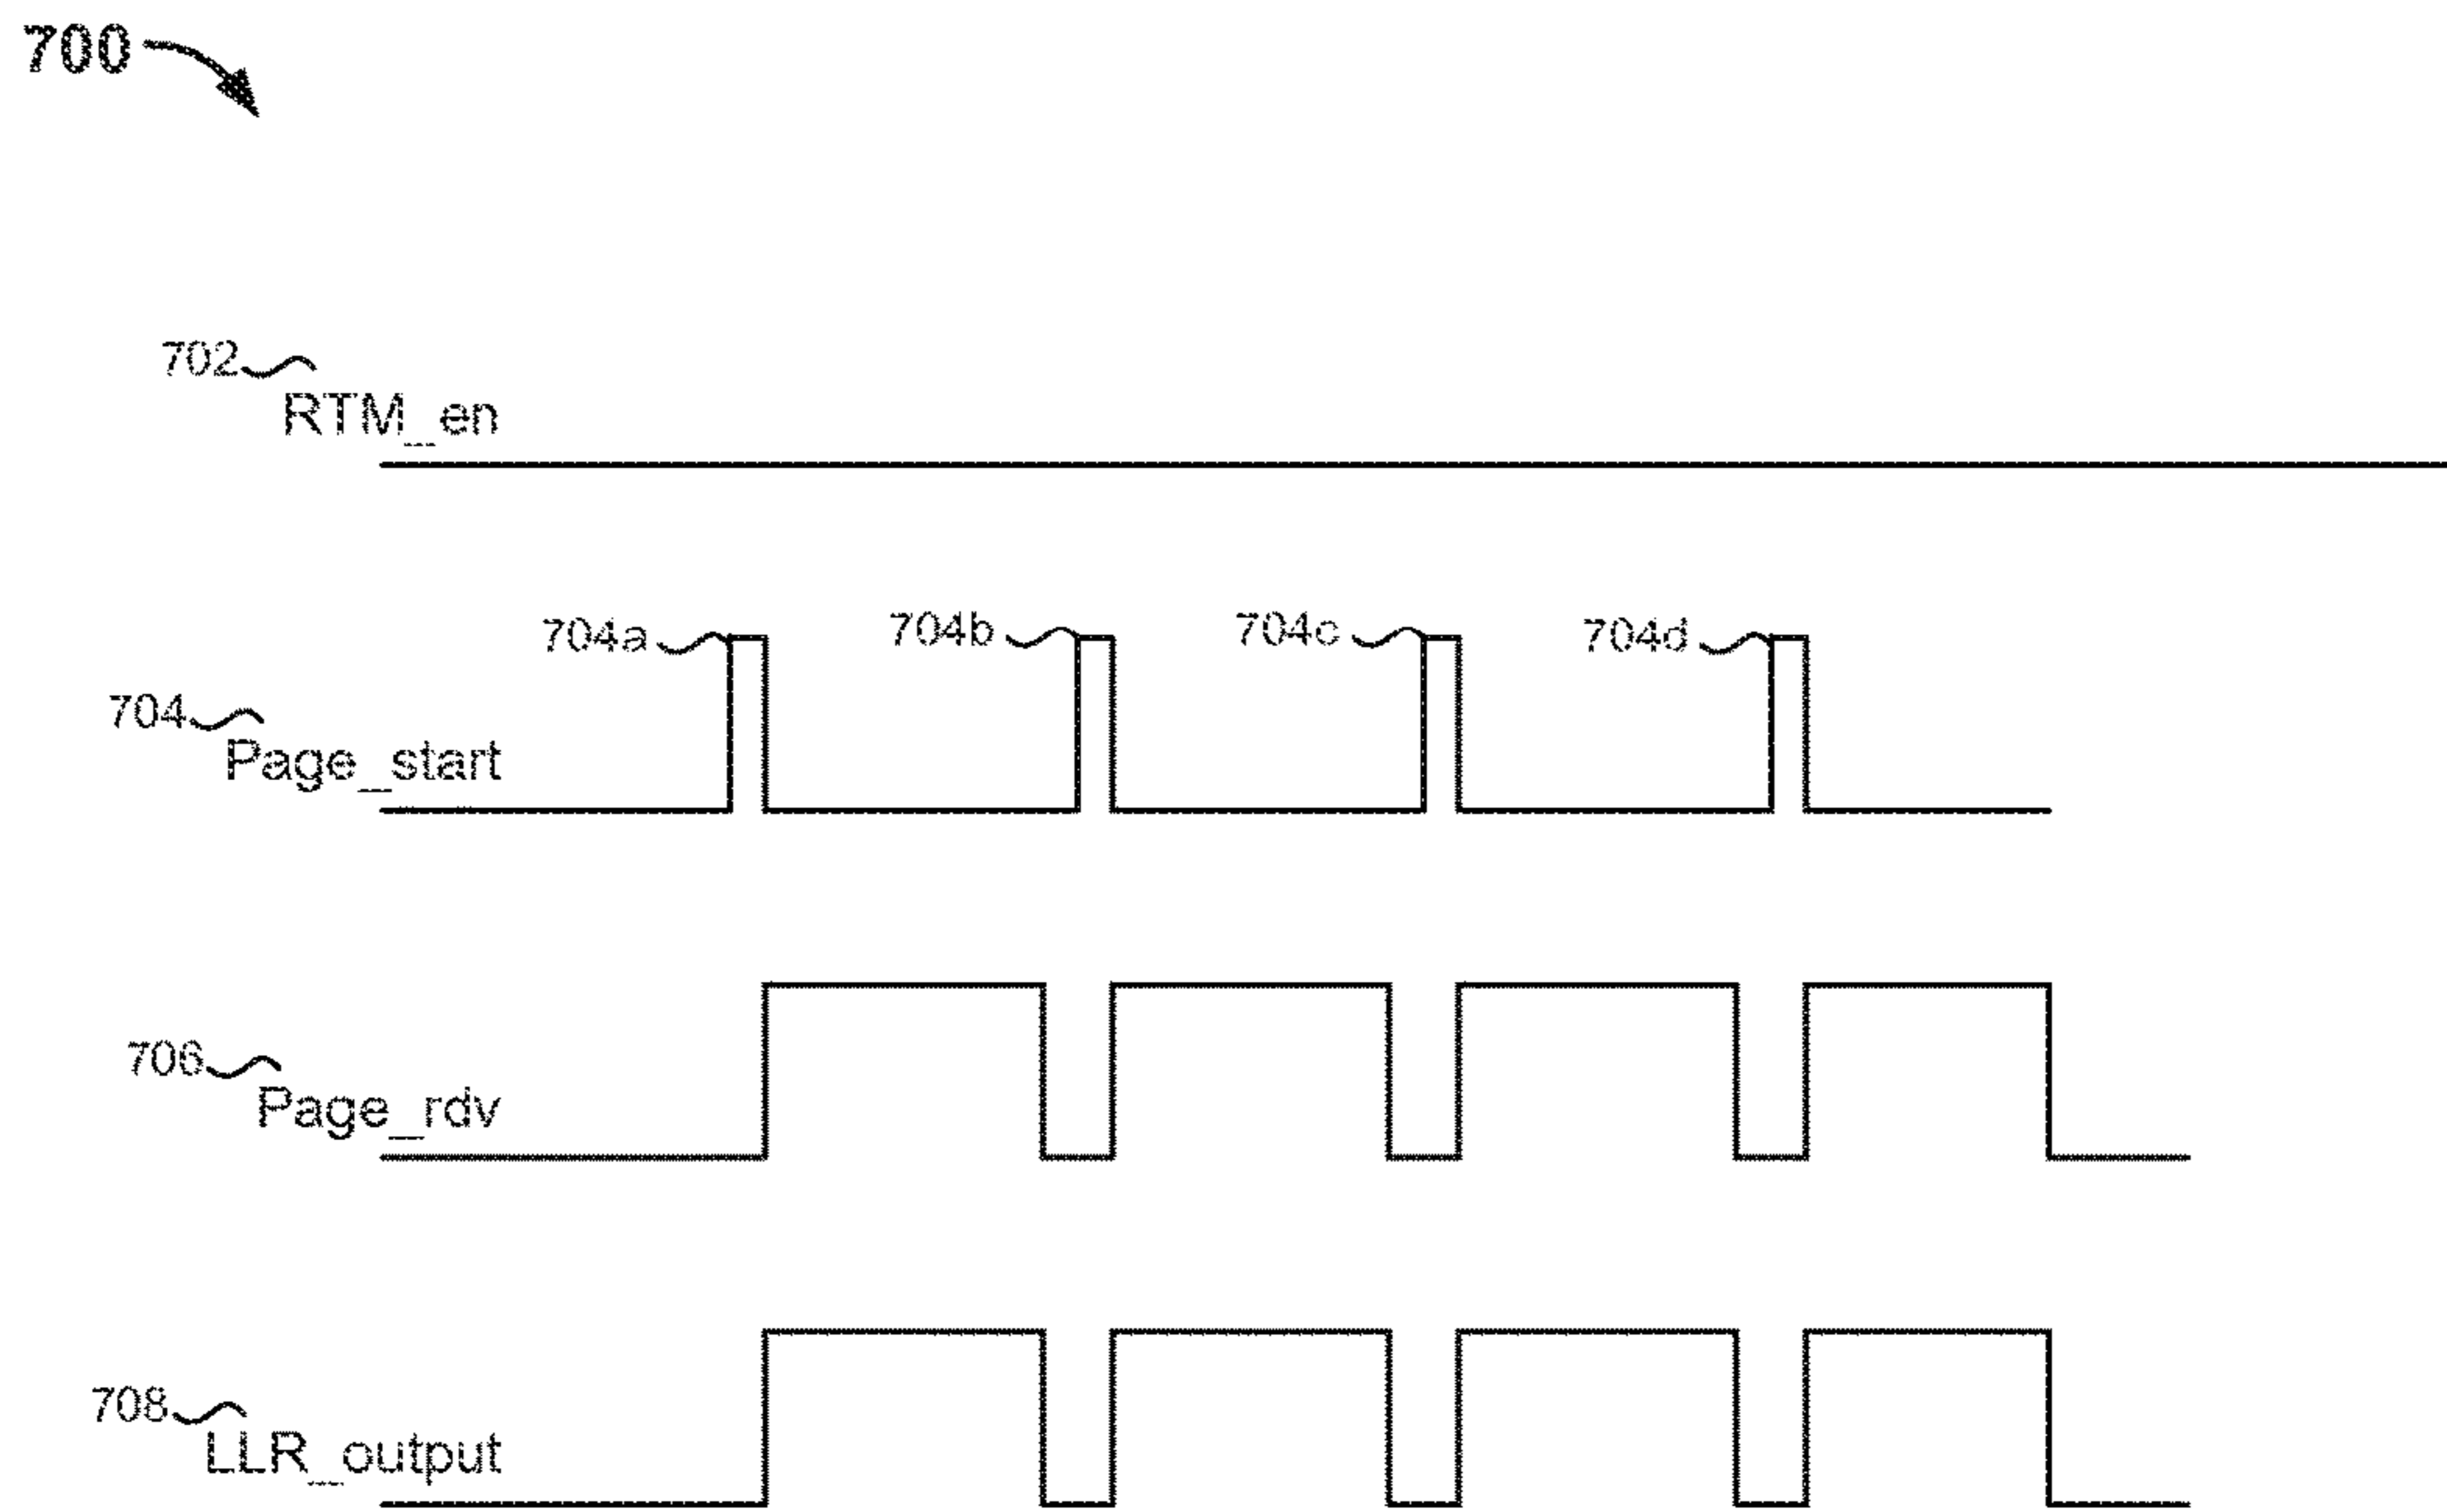 700
702
RTM_en
704a
704b
704c
704d
704
Page_start
706
Page_rdv
708
LLR_output